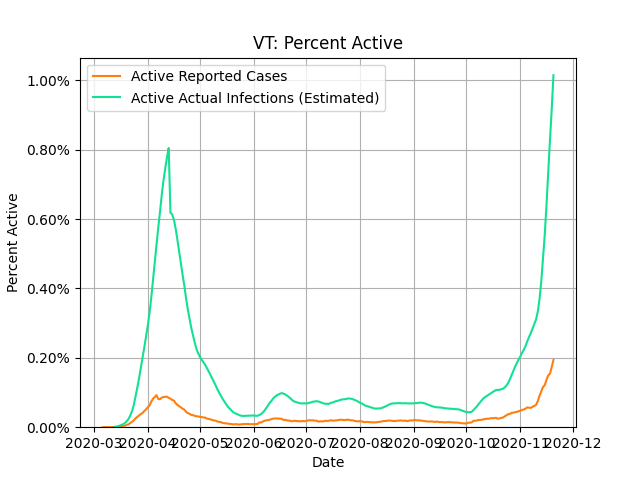 VT: Percent Active
Active Reported Cases
Active Actual Infections (Estimated)
1.00%
0.80%
0.60%
0.40%
0.20%
0.00%
Percent Active
2020-03 2020-04 2020-05 2020-06 2020-07 2020-08 2020-09 2020-10 2020-11 2020-12
Date